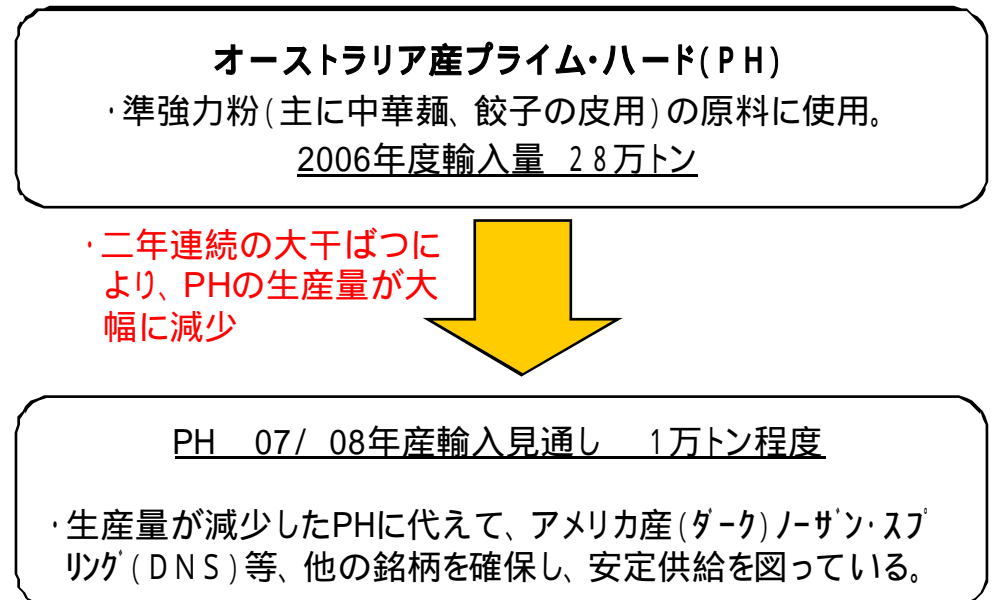 オーストラリア産プライム・ハード(ＰＨ)
・準強力粉(主に中華麺、餃子の皮用)の原料に使用。
2006年度輸入量 ２８万トン
・二年連続の大干ばつに
より、PHの生産量が大
幅に減少
PH 07/ 08年産輸入見通し １万トン程度
・生産量が減少したPHに代えて、アメリカ産(ﾀﾞｰｸ)ﾉｰｻﾞﾝ・ｽﾌﾟ
ﾘﾝｸﾞ(ＤＮＳ)等、他の銘柄を確保し、安定供給を図っている。